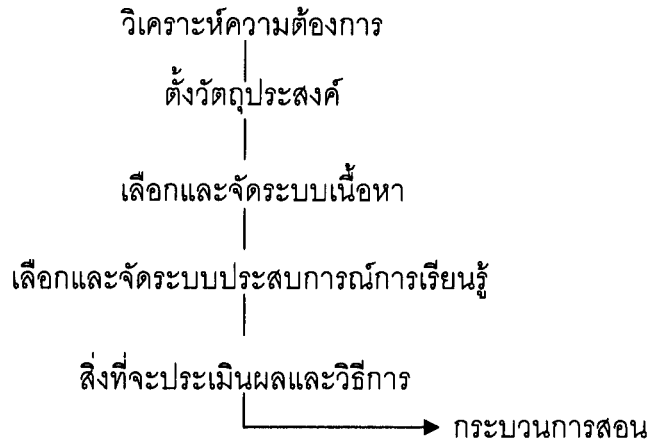 วิเคราะห์ความต้องการ
ตั้งวัตถุประสงค์
เลือกและจัดระบบเนื้อหา
เลือกและจัดระบบประสบการณ์การเรียนรู้
สิ่งที่จะประเมินผลและวิธีการ
กระบวนการสอน